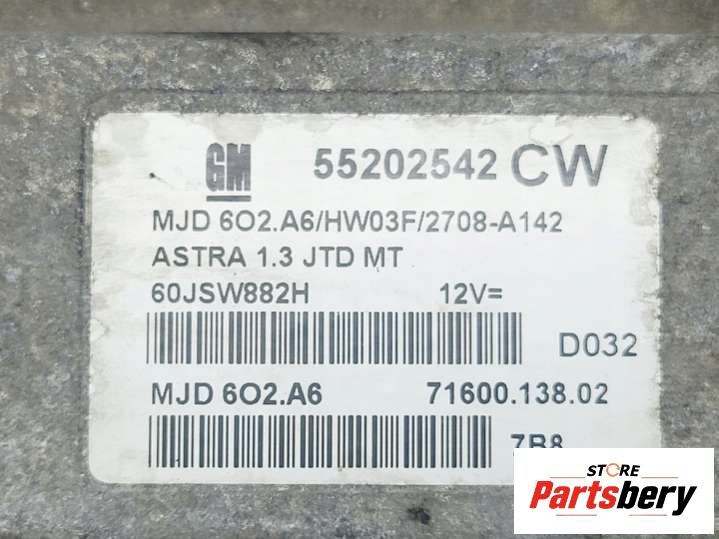 GM 55202542 CW
MJD 6O2.A6/HW03F/2708-A142
ASTRA 1.3 JTD MT
60JSW882H 12V=
D032
MJD 6O2.A6 71600.138.02
STORE
Partsbery